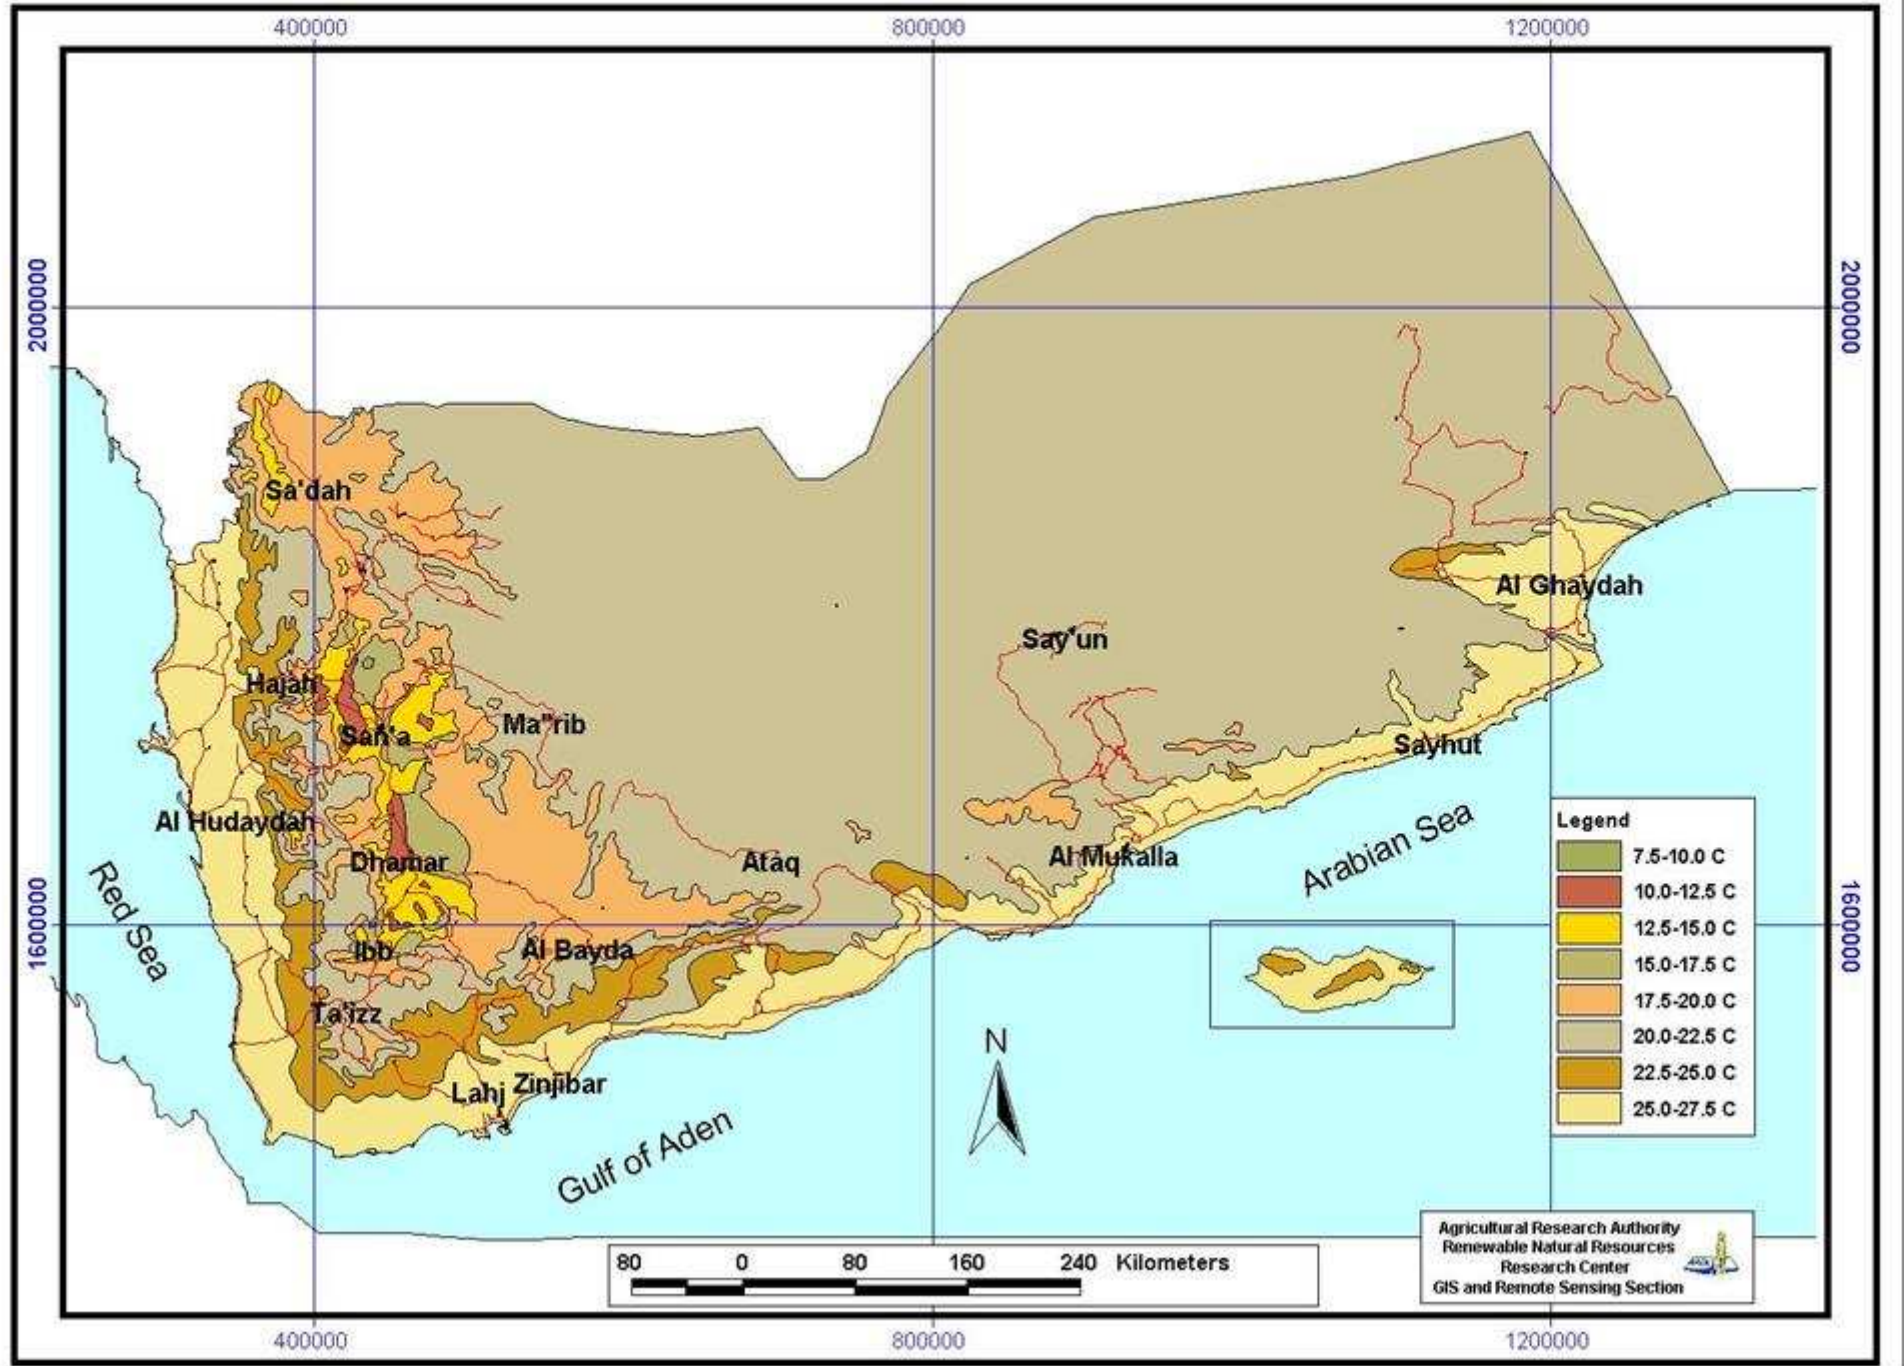 400000
800000
1200000
2000000
2000000
Sa'dah
Al Ghaydah
Say'un
Hajah
Ma"rib
San'a
Sayhut
Al Hudaydah
Dhamar
Ataq
Al Mukalla
Arabian Sea
Red Sea
1600000
1600000
Ibb
Al Bayda
Ta'izz
Lahj
Zinjibar
Gulf of Aden
N
Legend
7.5-10.0 C
10.0-12.5 C
12.5-15.0 C
15.0-17.5 C
17.5-20.0 C
20.0-22.5 C
22.5-25.0 C
25.0-27.5 C
80 0 80 160 240 Kilometers
Agricultural Research Authority
Renewable Natural Resources
Research Center
GIS and Remote Sensing Section
400000
800000
1200000